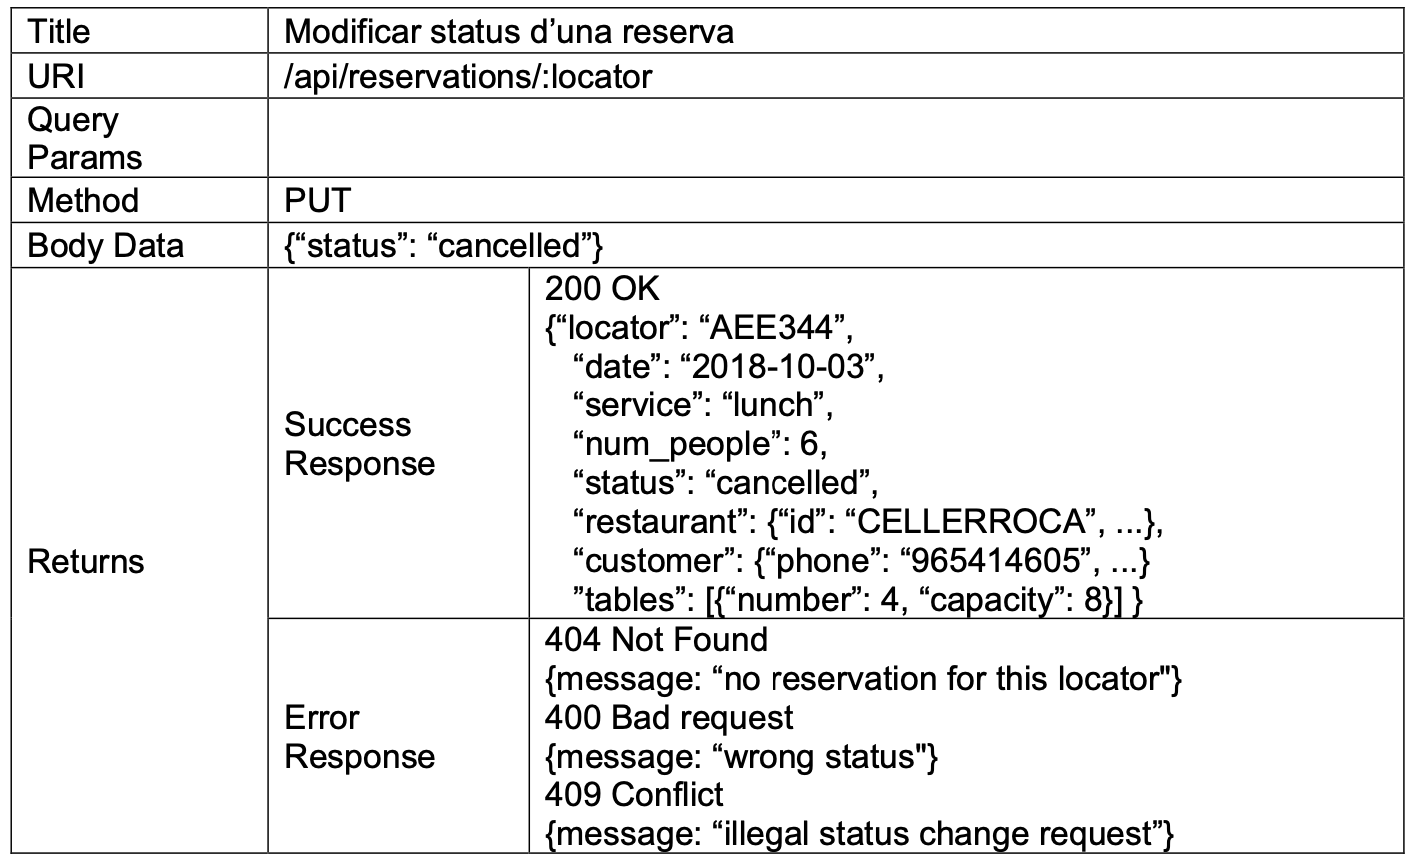 Title
Modificar status d’una reserva
URI
/api/reservations/:locator
Query
Params
Method
PUT
Body Data
{“status”: “cancelled”}
Returns
Success
Response
200 OK
{“locator”: “AEE344”,
“date”: “2018-10-03”,
“service”: “lunch”,
“num_people”: 6,
“status”: “cancelled”,
“restaurant”: {“id”: “CELLERROCA”, ...},
“customer”: {“phone”: “965414605”, ...}
”tables”: [{“number”: 4, “capacity”: 8}] }
Error
Response
404 Not Found
{message: “no reservation for this locator"}
400 Bad request
{message: “wrong status"}
409 Conflict
{message: “illegal status change request”}